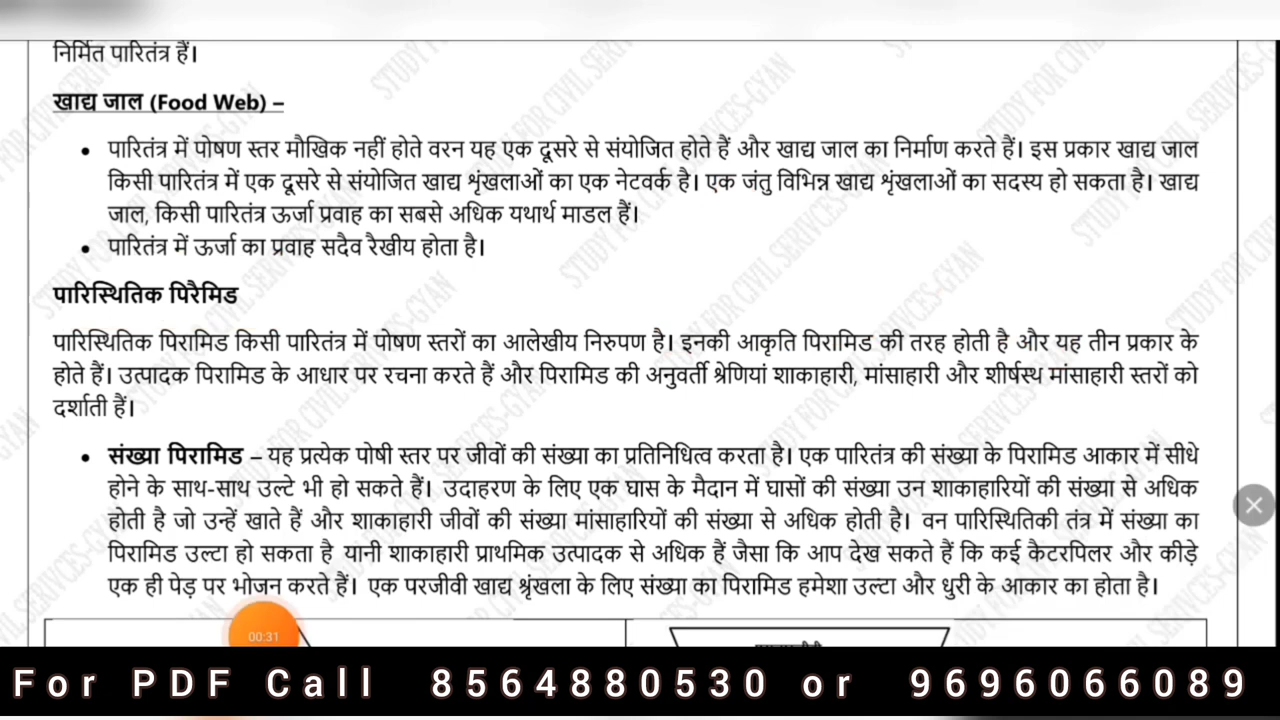 निर्मित पारितंत्र हैं।
खाद्य जाल (Food Web) –
• पारितंत्र में पोषण स्तर मौखिक नहीं होते वरन यह एक दूसरे से संयोजित होते हैं और खाद्य जाल का निर्माण करते हैं। इस प्रकार खाद्य जाल
किसी पारितंत्र में एक दूसरे से संयोजित खाद्य शृंखलाओं का एक नेटवर्क है। एक जंतु विभिन्न खाद्य शृंखलाओं का सदस्य हो सकता है। खाद्य
जाल, किसी पारितंत्र ऊर्जा प्रवाह का सबसे अधिक यथार्थ माडल हैं।
• पारितंत्र में ऊर्जा का प्रवाह सदैव रैखीय होता है।
पारिस्थितिक पिरैमिड
पारिस्थितिक पिरामिड किसी पारितंत्र में पोषण स्तरों का आलेखीय निरुपण है। इनकी आकृति पिरामिड की तरह होती है और यह तीन प्रकार के
होते हैं। उत्पादक पिरामिड के आधार पर रचना करते हैं और पिरामिड की अनुवर्ती श्रेणियां शाकाहारी, मांसाहारी और शीर्षस्थ मांसाहारी स्तरों को
दर्शाती हैं।
• संख्या पिरामिड – यह प्रत्येक पोषी स्तर पर जीवों की संख्या का प्रतिनिधित्व करता है। एक पारितंत्र की संख्या के पिरामिड आकार में सीधे
होने के साथ-साथ उल्टे भी हो सकते हैं। उदाहरण के लिए एक घास के मैदान में घासों की संख्या उन शाकाहारियों की संख्या से अधिक
होती है जो उन्हें खाते हैं और शाकाहारी जीवों की संख्या मांसाहारियों की संख्या से अधिक होती है। वन पारिस्थितिकी तंत्र में संख्या का
पिरामिड उल्टा हो सकता है यानी शाकाहारी प्राथमिक उत्पादक से अधिक हैं जैसा कि आप देख सकते हैं कि कई कैटरपिलर और कीड़े
एक ही पेड़ पर भोजन करते हैं। एक परजीवी खाद्य श्रृंखला के लिए संख्या का पिरामिड हमेशा उल्टा और धुरी के आकार का होता है।
00:31
For PDF Call 8564880530 or 9696066089
STUDY FOR CIVIL SERIVCES-GYAN